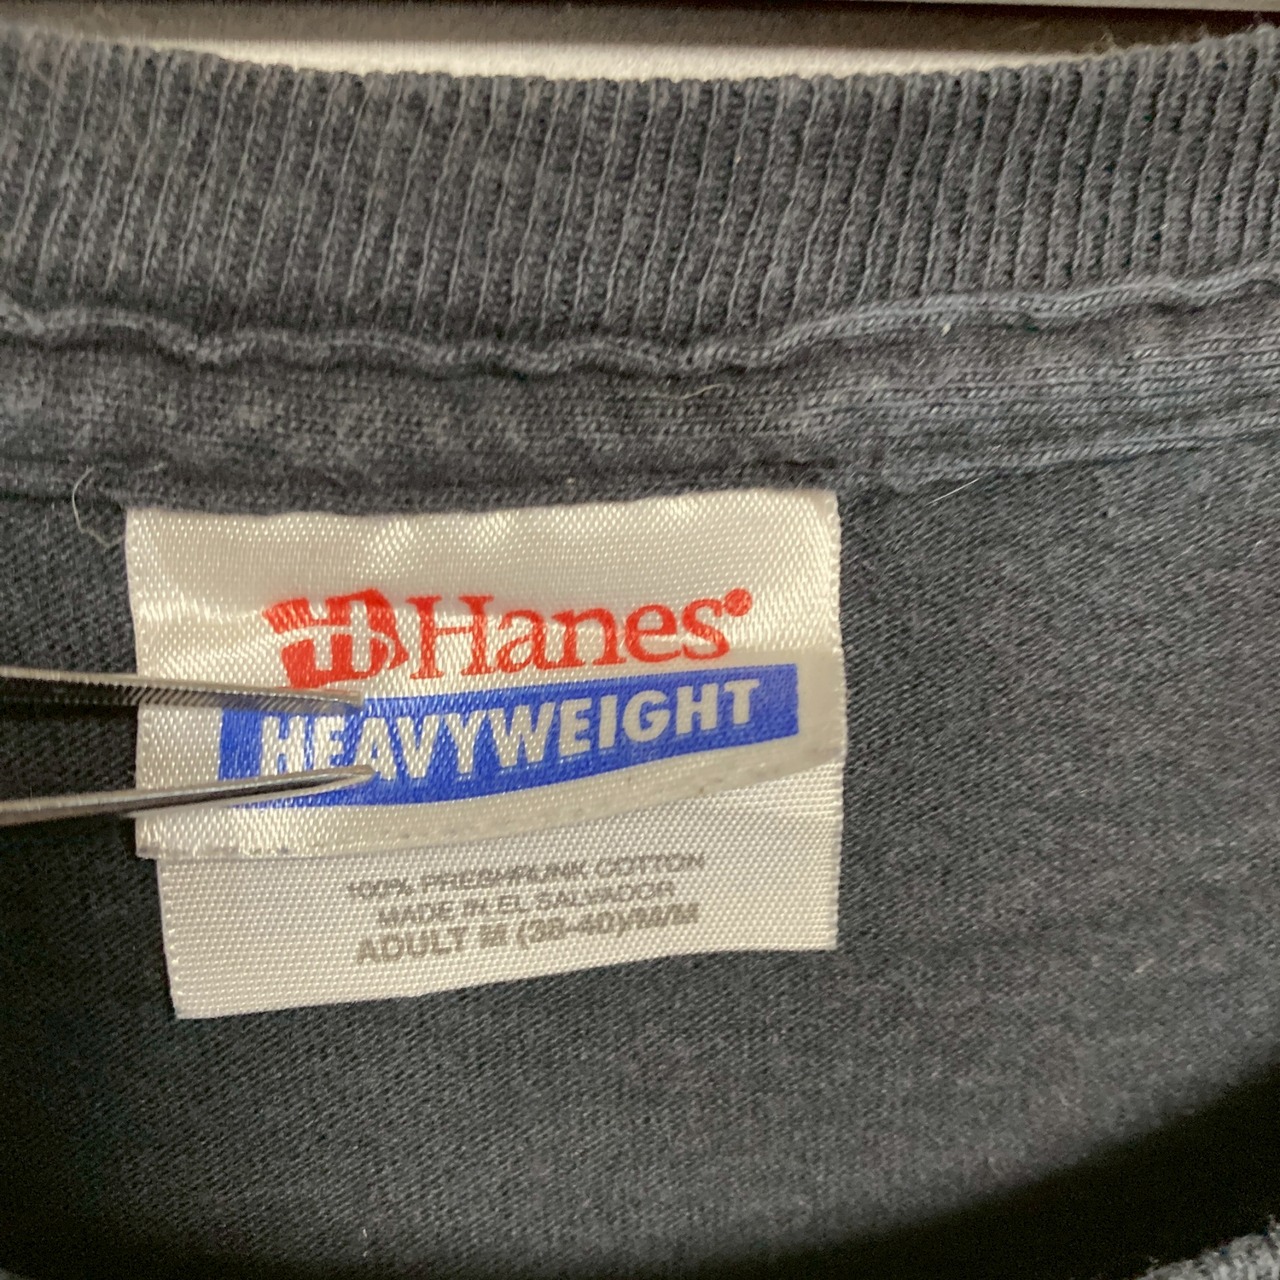 Hanes
HEAVYWEIGHT
100% PRESHRUNK COTTON
MADE IN EL SALVADOR
ADULT M (38-40)/M/M